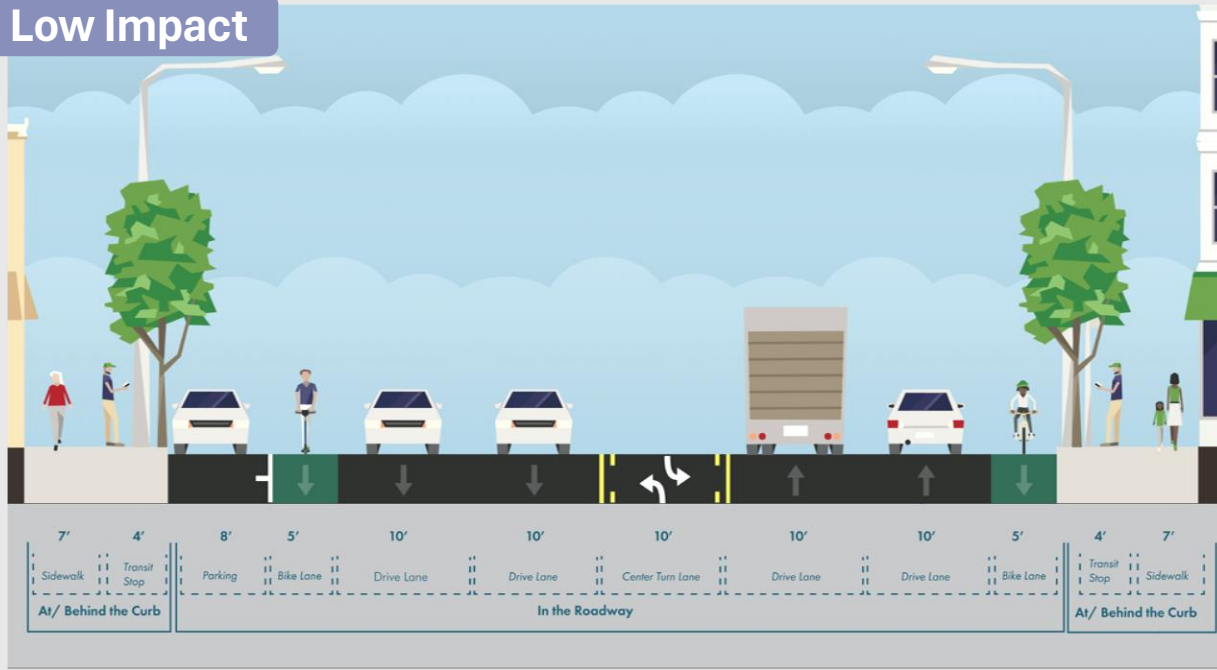 Low Impact
7' 4' 8' 5' 10' 10' 10' 10' 10' 5' 4' 7'
Sidewalk
Transit
Stop
Parking
Bike Lane
Drive Lane
Drive Lane
Center Turn Lane
Drive Lane
Drive Lane
Bike Lane
Transit
Stop
Sidewalk
At/ Behind the Curb
In the Roadway
At/ Behind the Curb